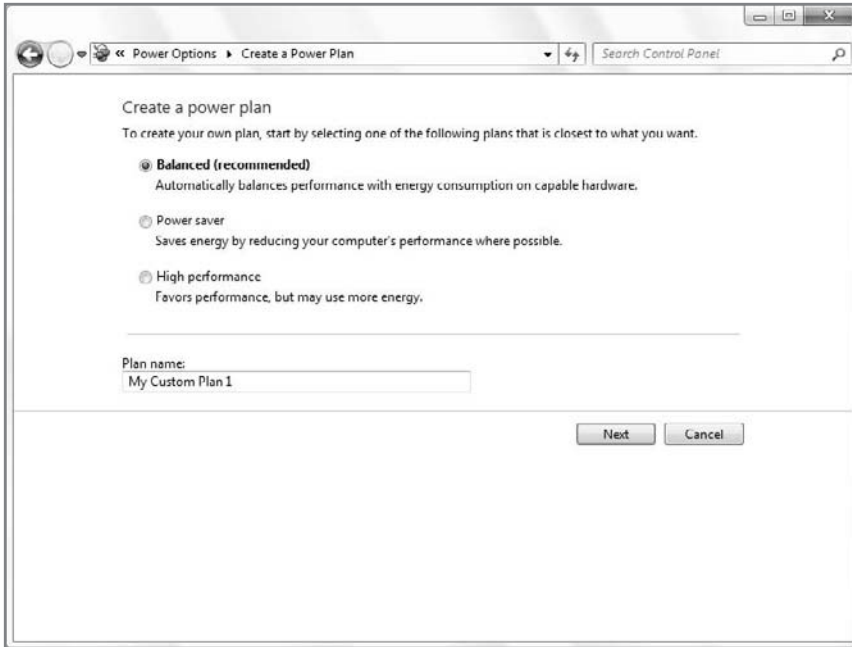 « Power Options ▸ Create a Power Plan
Search Control Panel
Create a power plan
To create your own plan, start by selecting one of the following plans that is closest to what you want.
Balanced (recommended)
Automatically balances performance with energy consumption on capable hardware.
Power saver
Saves energy by reducing your computer's performance where possible.
High performance
Favors performance, but may use more energy.
Plan name:
My Custom Plan 1
Next Cancel